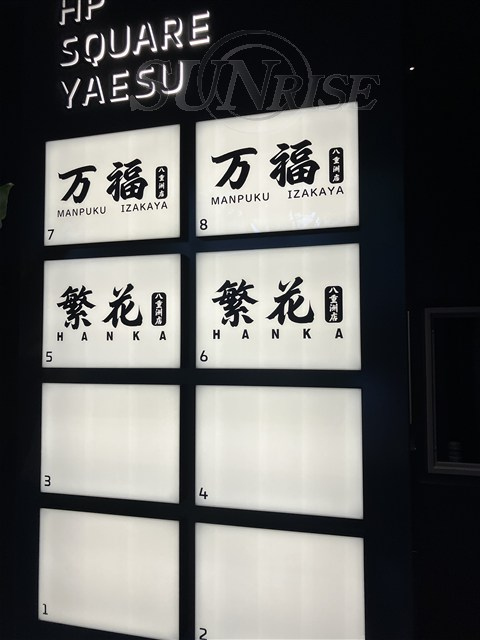 HP
SQUARE
YAESU
SUNRISE
万福 八重洲店
MANPUKU IZAKAYA
7
万福 八重洲店
MANPUKU IZAKAYA
8
繁花 八重洲店
HANKA
5
繁花 八重洲店
HANKA
6
3
4
1
2